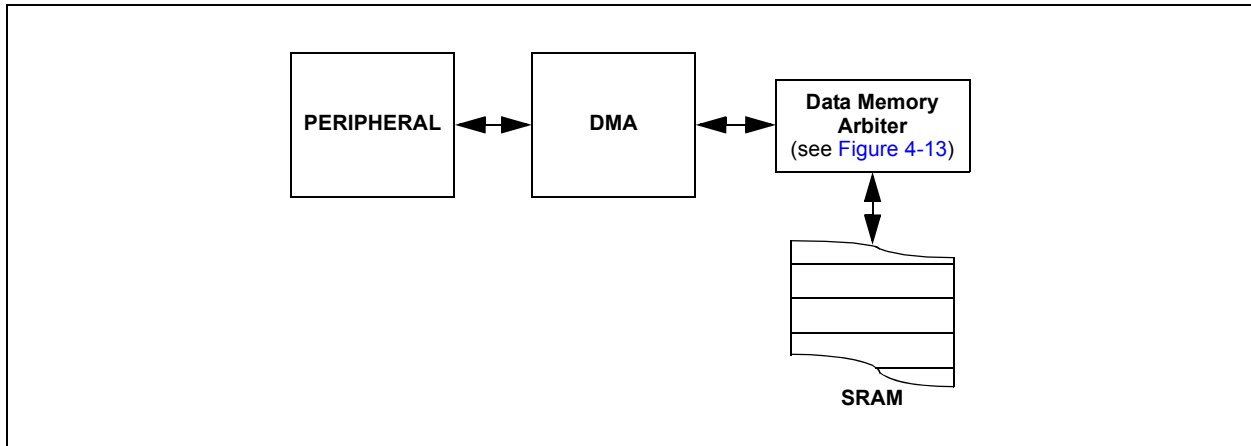 PERIPHERAL
DMA
Data Memory
Arbiter
(see Figure 4-13)
SRAM